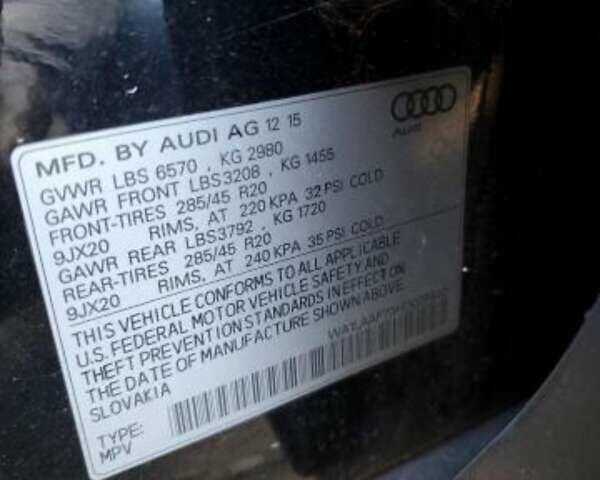 Audi
MFD. BY AUDI AG 12 15
GVWR LBS 6570 , KG 2980
GAWR FRONT LBS3208 , KG 1455
FRONT-TIRES 285/45 R20
9JX20 RIMS, AT 220 KPA 32 PSI COLD
GAWR REAR LBS3792 , KG 1720
REAR-TIRES 285/45 R20
9JX20 RIMS, AT 240 KPA 35 PSI COLD
THIS VEHICLE CONFORMS TO ALL APPLICABLE
U.S. FEDERAL MOTOR VEHICLE SAFETY AND
THEFT PREVENTION STANDARDS IN EFFECT ON
THE DATE OF MANUFACTURE SHOWN ABOVE.
SLOVAKIA
TYPE:
MPV